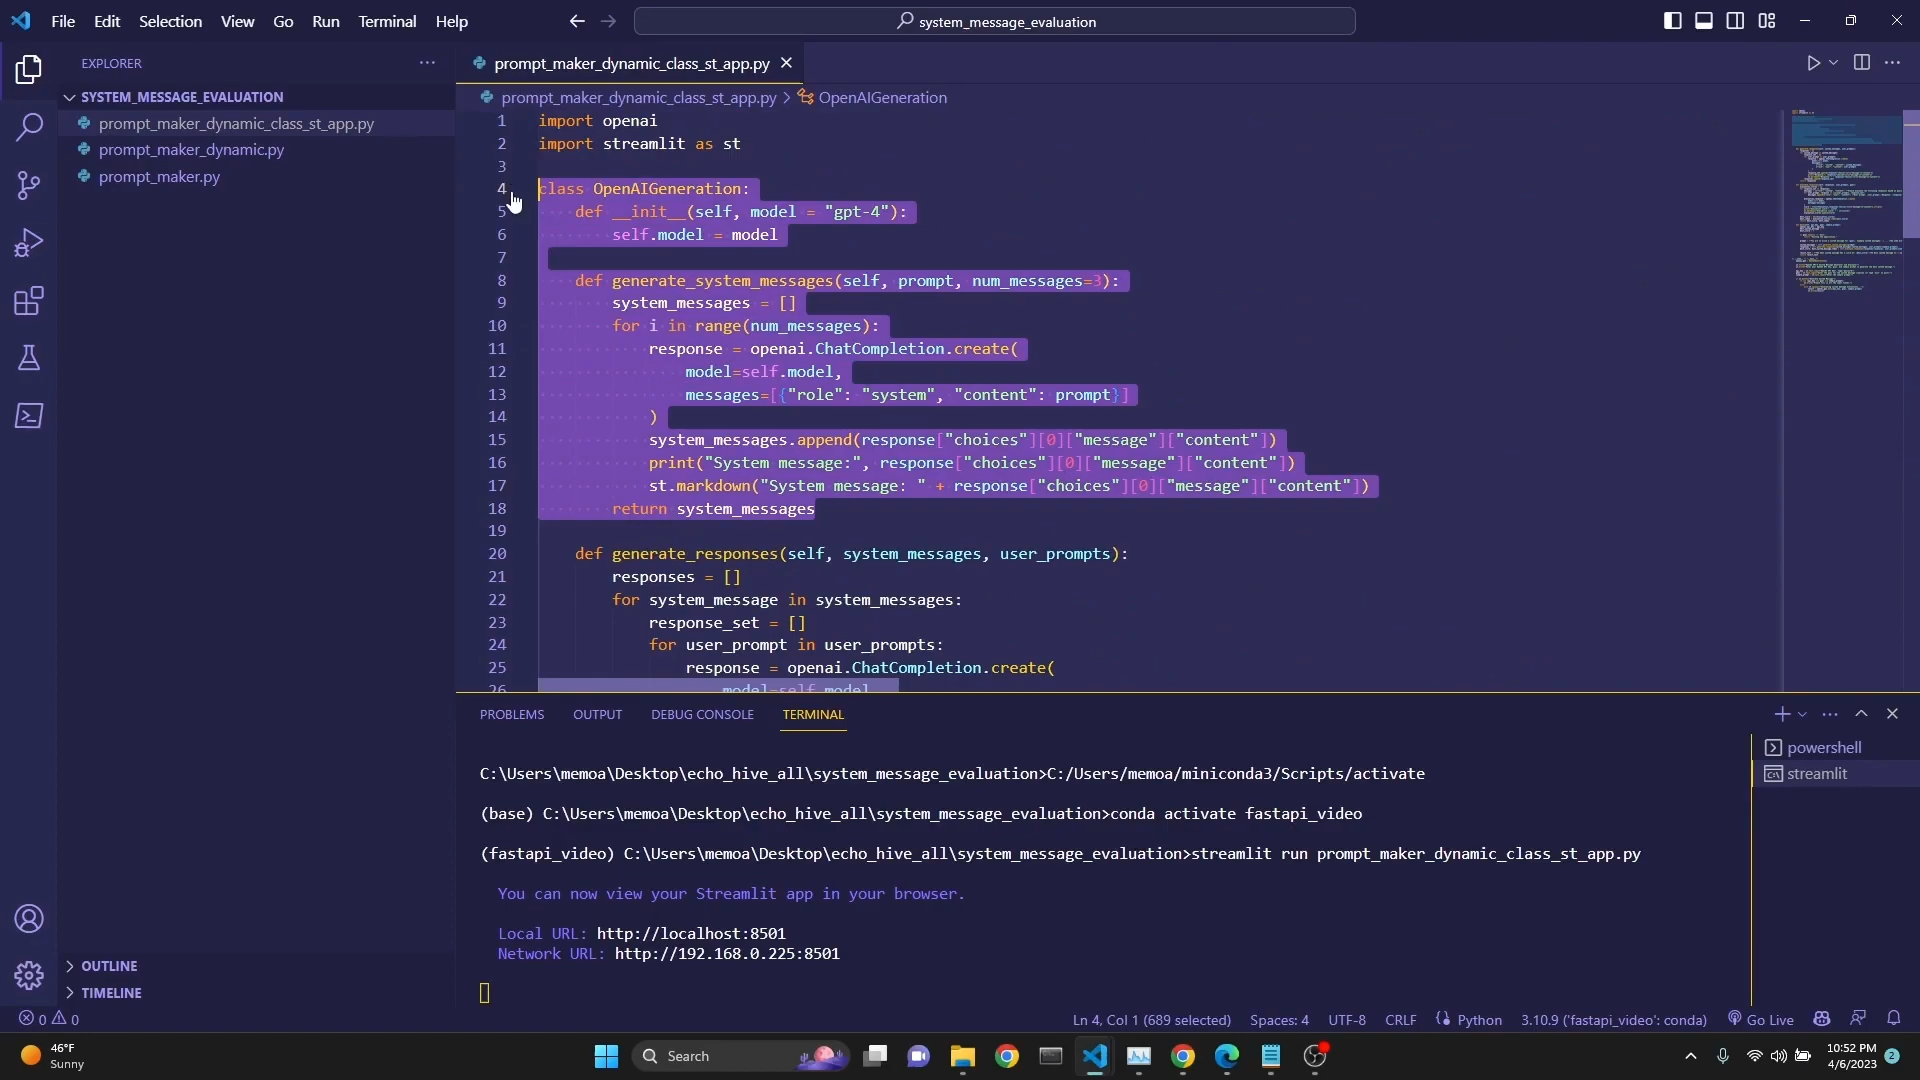 File Edit Selection View Go Run Terminal Help
system_message_evaluation
EXPLORER
SYSTEM_MESSAGE_EVALUATION
prompt_maker_dynamic_class_st_app.py
prompt_maker_dynamic.py
prompt_maker.py
OUTLINE
TIMELINE
prompt_maker_dynamic_class_st_app.py
prompt_maker_dynamic_class_st_app.py > OpenAIGeneration
1 import openai
2 import streamlit as st
3
4 class OpenAIGeneration:
5 def __init__(self, model = "gpt-4"):
6 self.model = model
7
8 def generate_system_messages(self, prompt, num_messages=3):
9 system_messages = []
10 for i in range(num_messages):
11 response = openai.ChatCompletion.create(
12 model=self.model,
13 messages=[{"role": "system", "content": prompt}]
14 )
15 system_messages.append(response["choices"][0]["message"]["content"])
16 print("System message:", response["choices"][0]["message"]["content"])
17 st.markdown("System message: " + response["choices"][0]["message"]["content"])
18 return system_messages
19
20 def generate_responses(self, system_messages, user_prompts):
21 responses = []
22 for system_message in system_messages:
23 response_set = []
24 for user_prompt in user_prompts:
25 response = openai.ChatCompletion.create(
26 model=self.model
PROBLEMS OUTPUT DEBUG CONSOLE TERMINAL
powershell
streamlit
C:\Users\memoa\Desktop\echo_hive_all\system_message_evaluation>C:/Users/memoa/miniconda3/Scripts/activate
(base) C:\Users\memoa\Desktop\echo_hive_all\system_message_evaluation>conda activate fastapi_video
(fastapi_video) C:\Users\memoa\Desktop\echo_hive_all\system_message_evaluation>streamlit run prompt_maker_dynamic_class_st_app.py
You can now view your Streamlit app in your browser.
Local URL: http://localhost:8501
Network URL: http://192.168.0.225:8501
0 0
Ln 4, Col 1 (689 selected) Spaces: 4 UTF-8 CRLF Python 3.10.9 ('fastapi_video': conda) Go Live
46°F
Sunny
Search
10:52 PM
4/6/2023
2